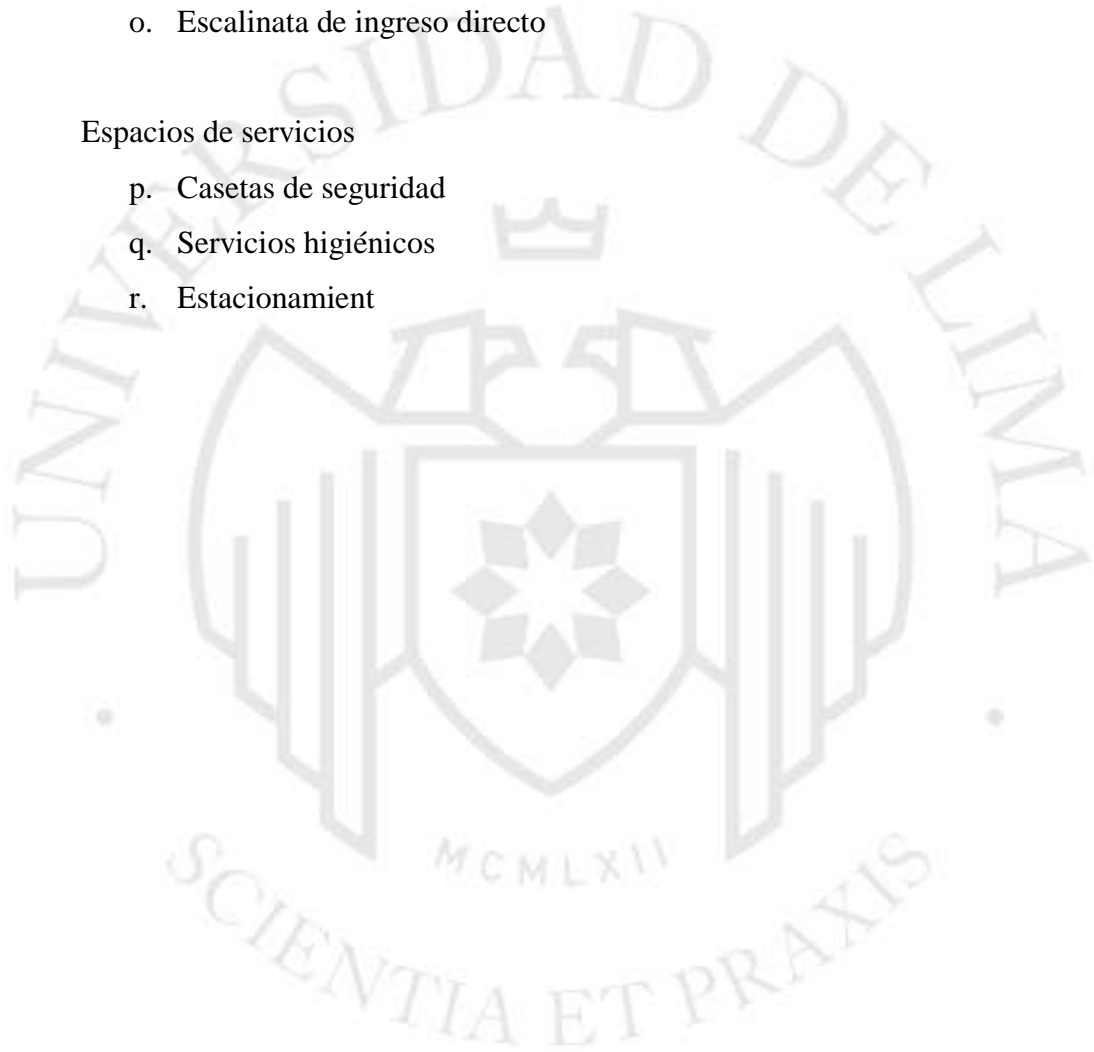 o. Escalinata de ingreso directo
Espacios de servicios
p. Casetas de seguridad
q. Servicios higiénicos
r. Estacionamient
UNIVERSIDAD DE LIMA
MCMLXII
SCIENTIA ET PRAXIS